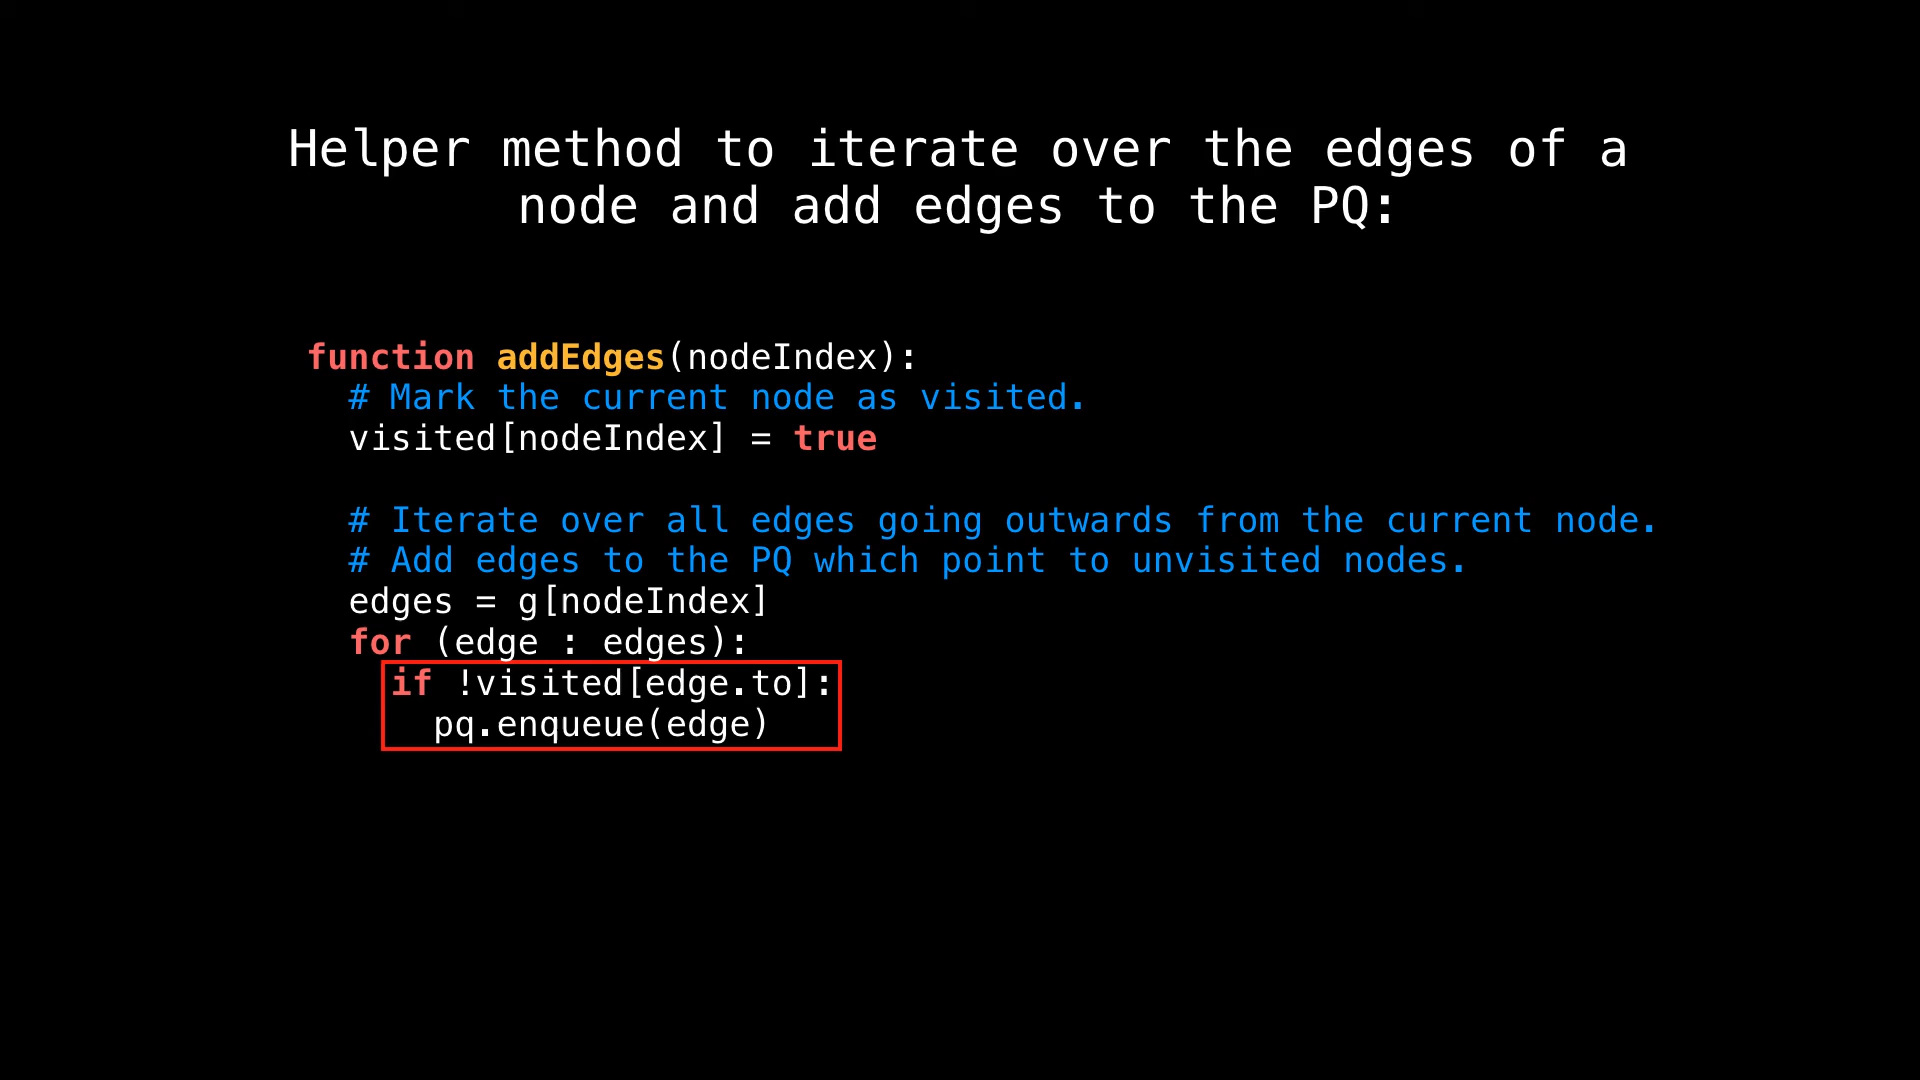 Helper method to iterate over the edges of a
node and add edges to the PQ:
function addEdges(nodeIndex):
# Mark the current node as visited.
visited[nodeIndex] = true
# Iterate over all edges going outwards from the current node.
# Add edges to the PQ which point to unvisited nodes.
edges = g[nodeIndex]
for (edge : edges):
if !visited[edge.to]:
pq.enqueue(edge)